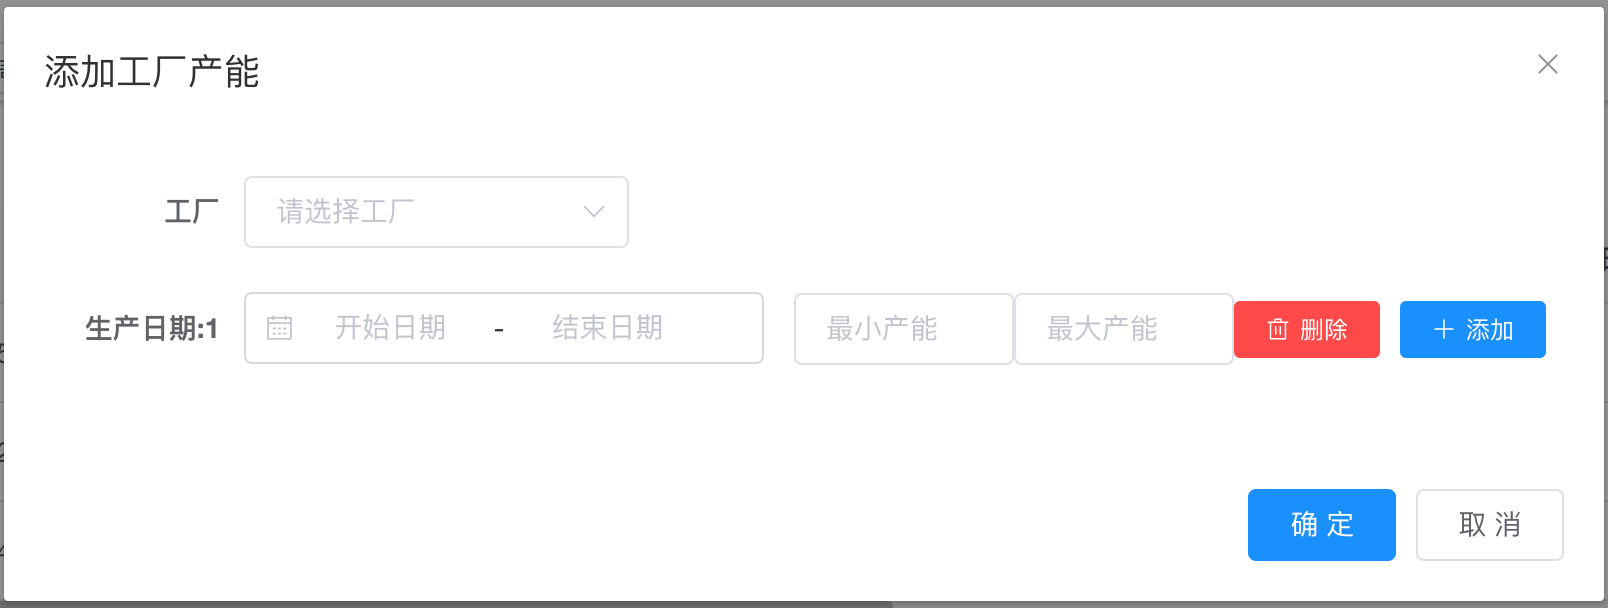 添加工厂产能
工厂 请选择工厂
生产日期:1 开始日期 - 结束日期 最小产能 最大产能 删除 添加
确 定 取 消